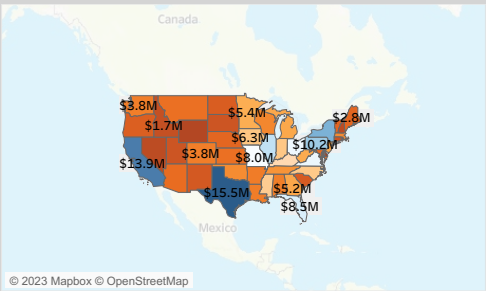 Canada
$3.8M
$5.4M
$2.8M
$1.7M
$6.3M
$10.2M
$3.8M
$8.0M
$13.9M
$15.5M
$5.2M
$8.5M
Mexico
© 2023 Mapbox © OpenStreetMap